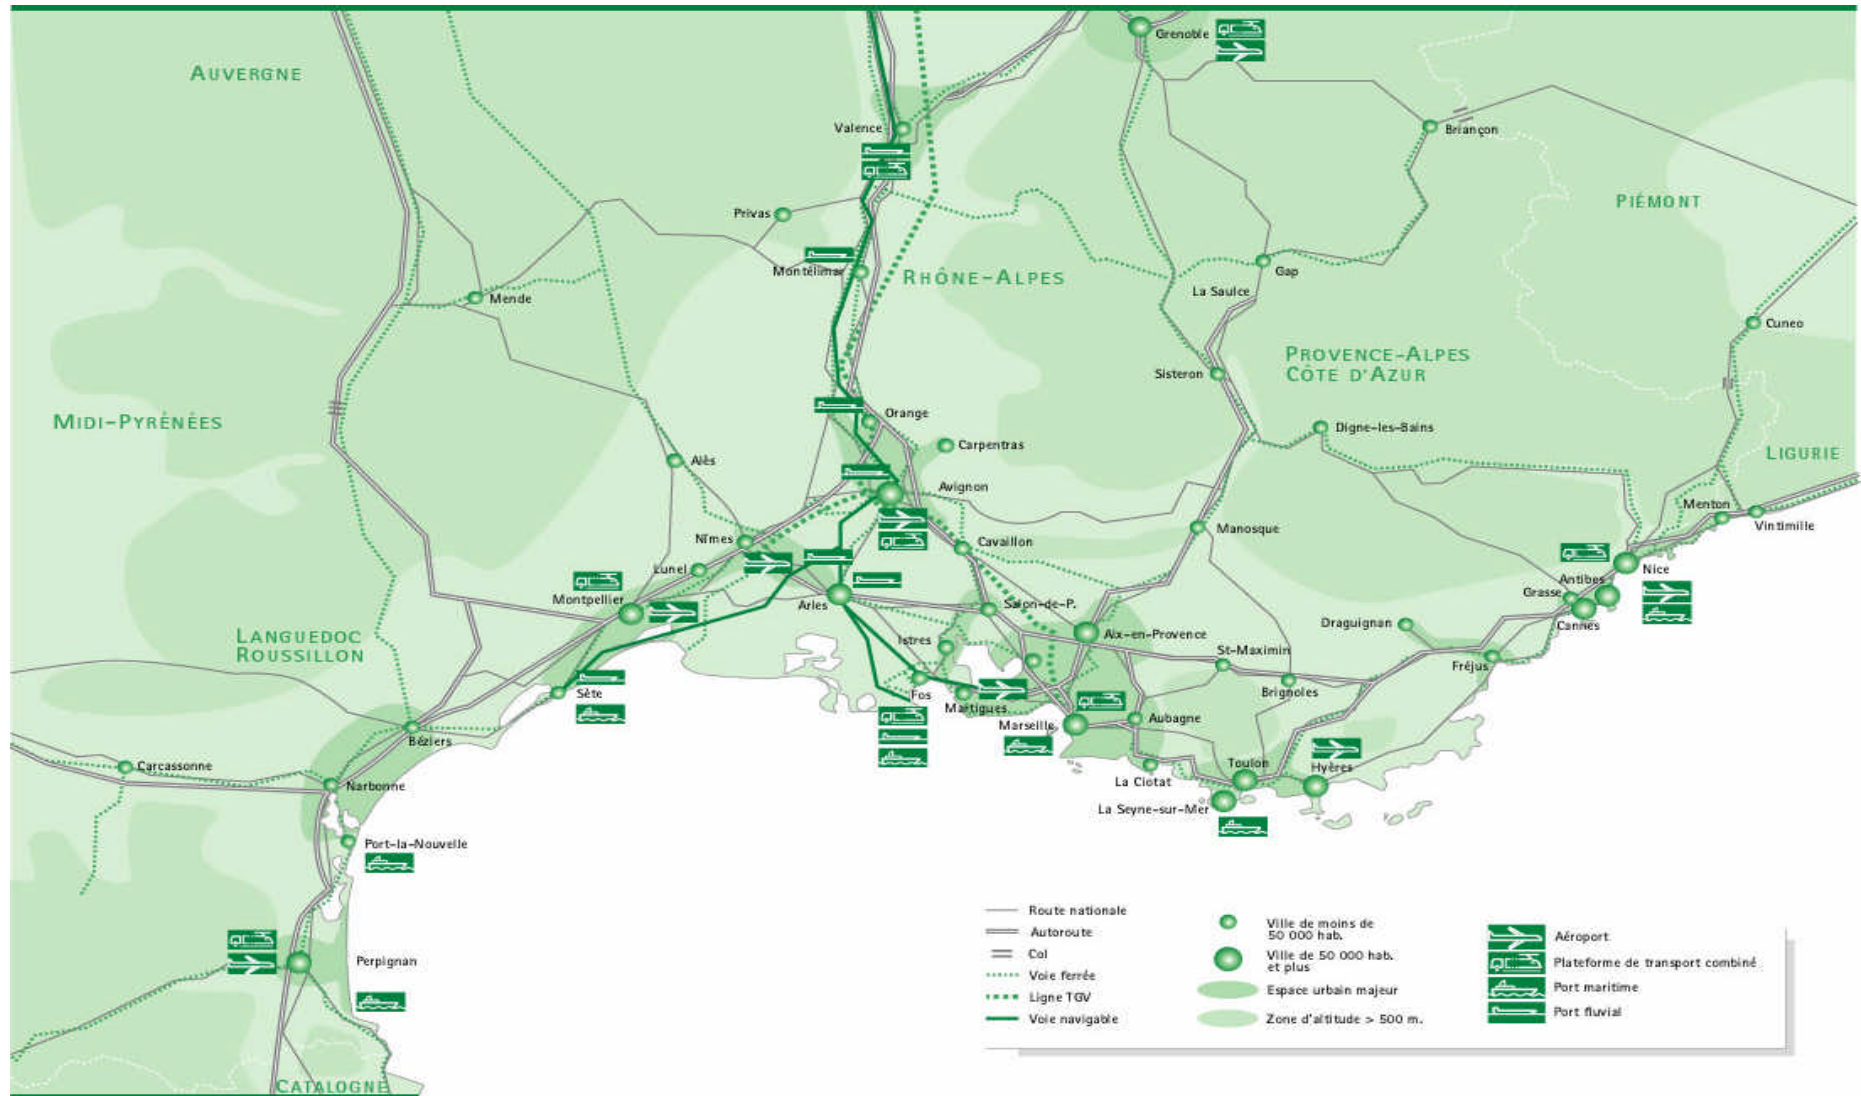 Grenoble
AUVERGNE
Valence
Briançon
PIÉMONT
Privas
Montélimar
RHÔNE-ALPES
Gap
La Saulce
Mende
Cuneo
PROVENCE-ALPES
CÔTE D'AZUR
Sisteron
MIDI-PYRÉNÉES
Orange
Carpentras
Digne-les-Bains
LIGURIE
Alès
Avignon
Menton
Vintimille
Manosque
Nîmes
Cavaillon
Lunel
Nice
Antibes
Grasse
Montpellier
Arles
Salon-de-P.
Cannes
Draguignan
LANGUEDOC
ROUSSILLON
Istres
Aix-en-Provence
St-Maximin
Fréjus
Sète
Fos
Brignoles
Martigues
Marseille
Aubagne
Béziers
Carcassonne
Toulon
Hyères
Narbonne
La Ciotat
La Seyne-sur-Mer
Port-la-Nouvelle
Perpignan
CATALOGNE
Route nationale
Autoroute
Col
Voie ferrée
Ligne TGV
Voie navigable
Ville de moins de
50 000 hab.
Ville de 50 000 hab.
et plus
Espace urbain majeur
Zone d'altitude > 500 m.
Aéroport
Plateforme de transport combiné
Port maritime
Port fluvial